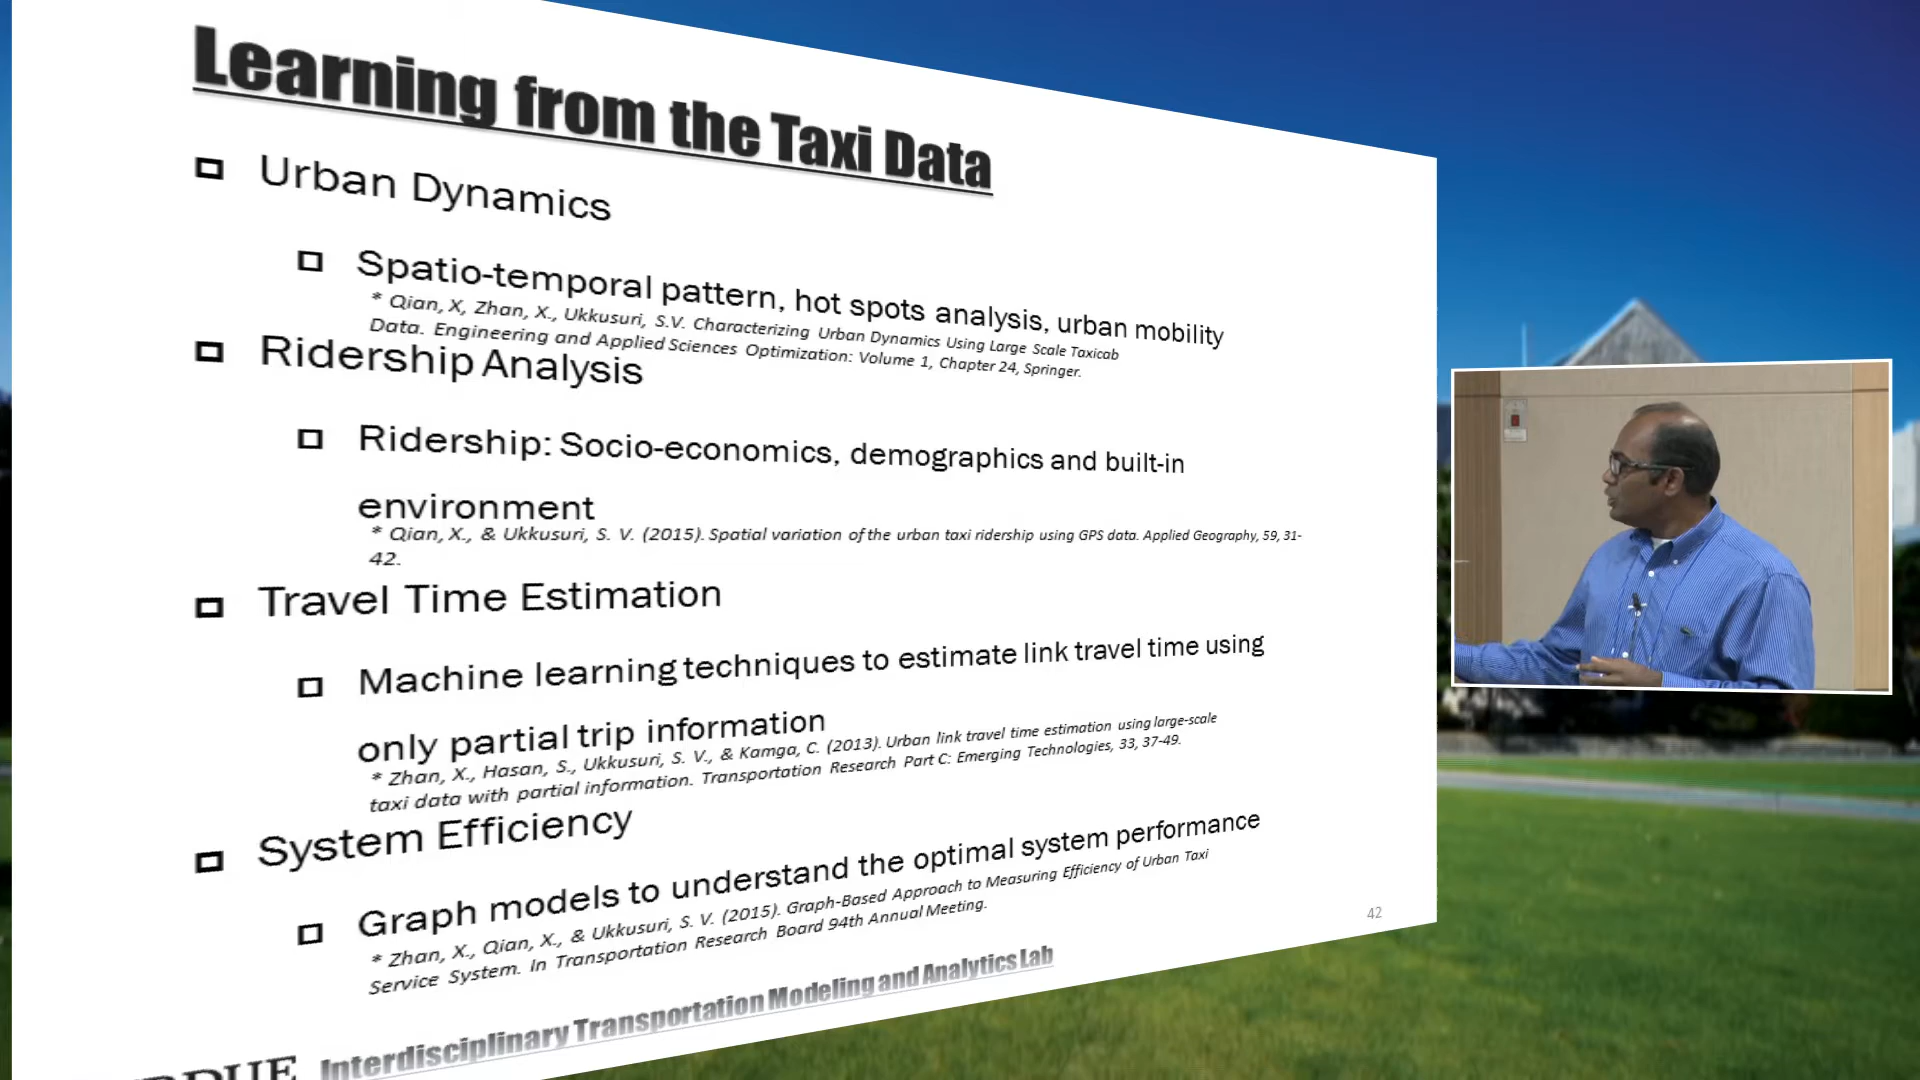 Learning from the Taxi Data
Urban Dynamics
Spatio-temporal pattern, hot spots analysis, urban mobility
* Qian, X, Zhan, X., Ukkusuri, S.V. Characterizing Urban Dynamics Using Large Scale Taxicab
Data. Engineering and Applied Sciences Optimization: Volume 1, Chapter 24, Springer.
Ridership Analysis
Ridership: Socio-economics, demographics and built-in
environment
* Qian, X., & Ukkusuri, S. V. (2015). Spatial variation of the urban taxi ridership using GPS data. Applied Geography, 59, 31-
42.
Travel Time Estimation
Machine learning techniques to estimate link travel time using
only partial trip information
* Zhan, X., Hasan, S., Ukkusuri, S. V., & Kamga, C. (2013). Urban link travel time estimation using large-scale
taxi data with partial information. Transportation Research Part C: Emerging Technologies, 33, 37-49.
System Efficiency
Graph models to understand the optimal system performance
* Zhan, X., Qian, X., & Ukkusuri, S. V. (2015). Graph-Based Approach to Measuring Efficiency of Urban Taxi
Service System. In Transportation Research Board 94th Annual Meeting.
42
Interdisciplinary Transportation Modeling and Analytics Lab